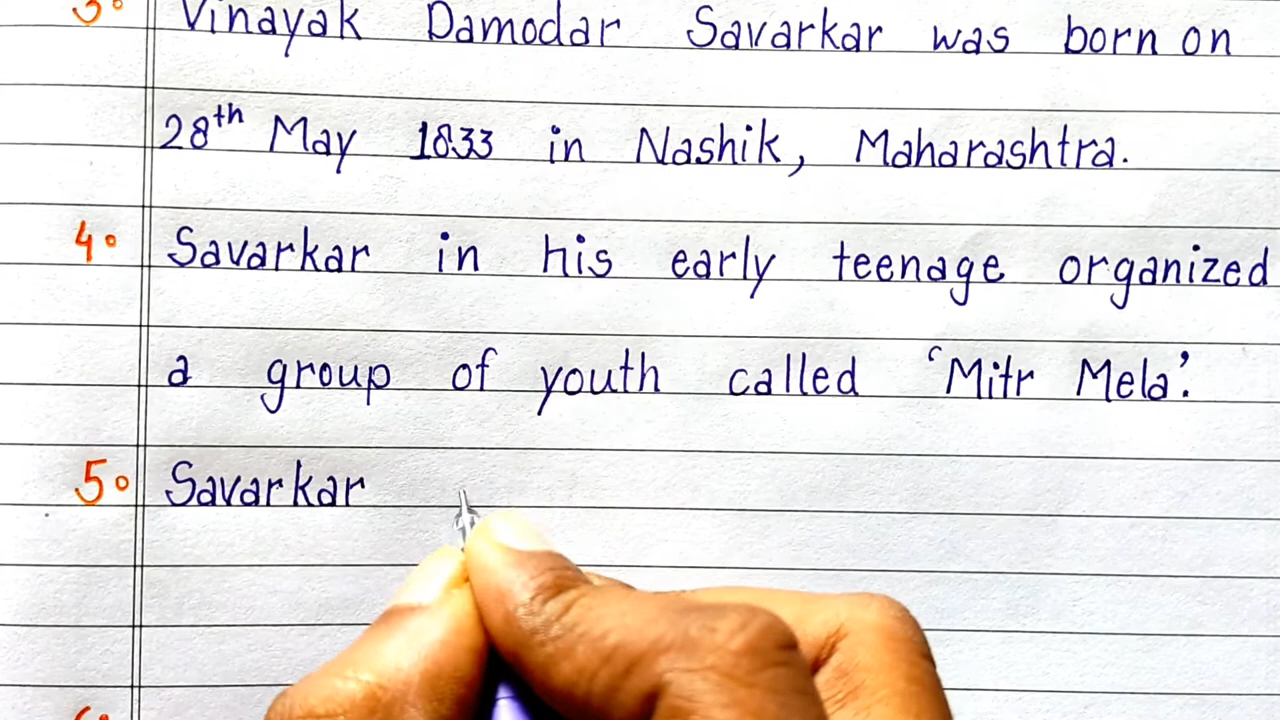 3° Vinayak Damodar Savarkar was born on
28th May 1833 in Nashik, Maharashtra.
4° Savarkar in his early teenage organized
a group of youth called ‘Mitr Mela’.
5° Savarkar